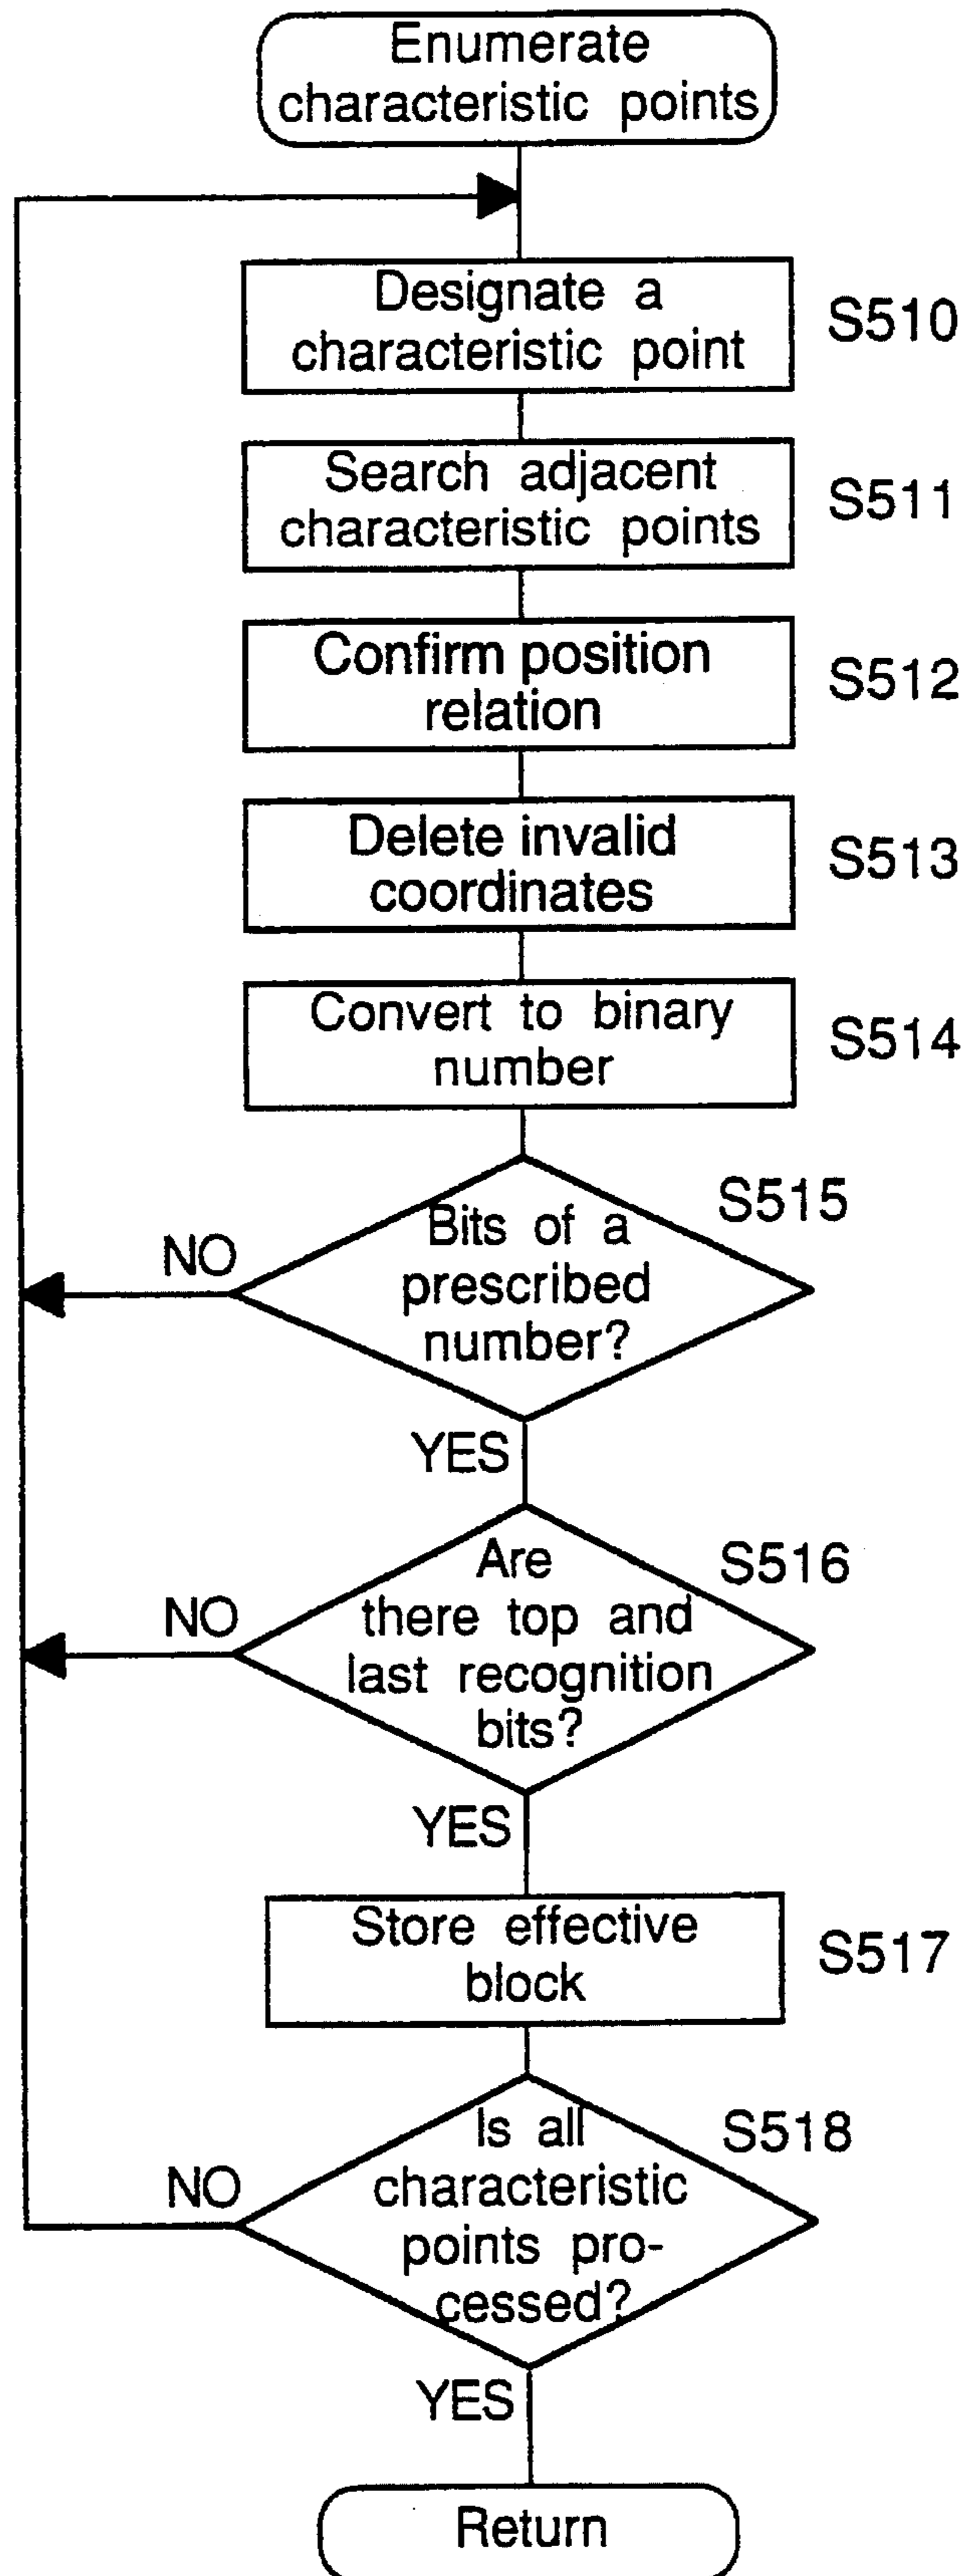 Enumerate
characteristic points
Designate a
characteristic point
S510
Search adjacent
characteristic points
S511
Confirm position
relation
S512
Delete invalid
coordinates
S513
Convert to binary
number
S514
S515
Bits of a
prescribed
number?
NO
YES
S516
Are
there top and
last recognition
bits?
NO
YES
Store effective
block
S517
S518
Is all
characteristic
points pro-
cessed?
NO
YES
Return